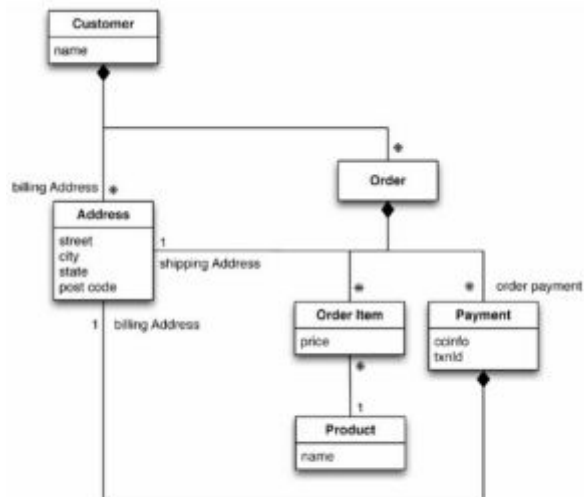 Customer
name
*
billing Address *
Order
Address
street
city
state
post code
1
shipping Address
*
* order payment
1 billing Address
Order Item
price
Payment
ccinfo
txnId
*
1
Product
name